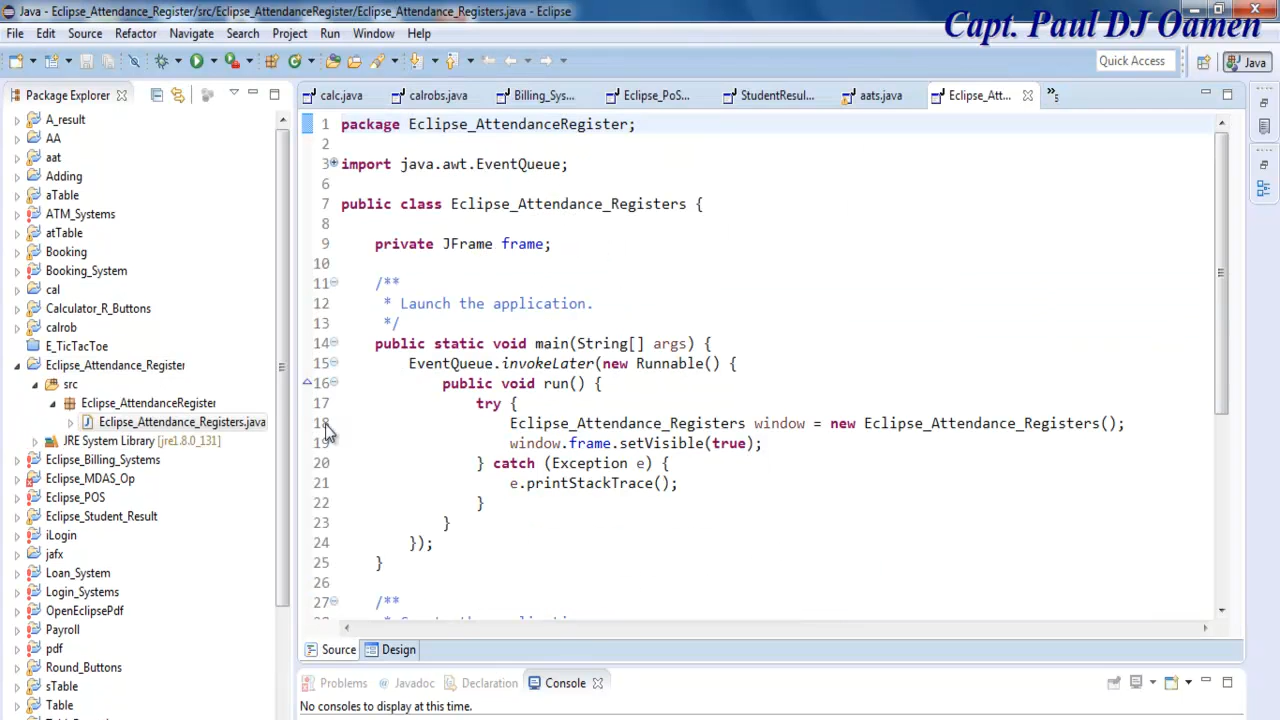 Java - Eclipse_Attendance_Register/src/Eclipse_AttendanceRegister/Eclipse_Attendance_Registers.java - Eclipse
Capt. Paul DJ Oamen
File Edit Source Refactor Navigate Search Project Run Window Help
Quick Access
Java
Package Explorer
calc.java
calrobs.java
Billing_Sys...
Eclipse_PoS...
StudentResul...
aats.java
Eclipse_Att...
»5
A_result
AA
aat
Adding
aTable
ATM_Systems
atTable
Booking
Booking_System
cal
Calculator_R_Buttons
calrob
E_TicTacToe
Eclipse_Attendance_Register
src
Eclipse_AttendanceRegister
Eclipse_Attendance_Registers.java
JRE System Library [jre1.8.0_131]
Eclipse_Billing_Systems
Eclipse_MDAS_Op
Eclipse_POS
Eclipse_Student_Result
iLogin
jafx
Loan_System
Login_Systems
OpenEclipsePdf
Payroll
pdf
Round_Buttons
sTable
Table
1 package Eclipse_AttendanceRegister;
2
3 import java.awt.EventQueue;
6
7 public class Eclipse_Attendance_Registers {
8
9 private JFrame frame;
10
11 /**
12 * Launch the application.
13 */
14 public static void main(String[] args) {
15 EventQueue.invokeLater(new Runnable() {
16 public void run() {
17 try {
18 Eclipse_Attendance_Registers window = new Eclipse_Attendance_Registers();
19 window.frame.setVisible(true);
20 } catch (Exception e) {
21 e.printStackTrace();
22 }
23 }
24 });
25 }
26
27 /**
Source Design
Problems Javadoc Declaration Console
No consoles to display at this time.